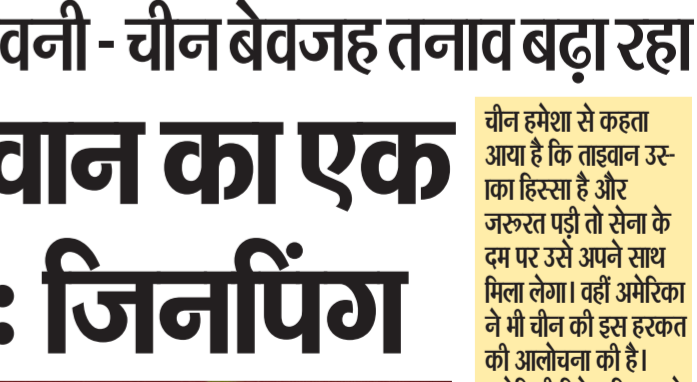 वनी - चीन बेवजह तनाव बढ़ा रहा
वान का एक
: जिनपिंग
चीन हमेशा से कहता
आया है कि ताइवान उस-
ाका हिस्सा है और
जरूरत पड़ी तो सेना के
दम पर उसे अपने साथ
मिला लेगा। वहीं अमेरिका
ने भी चीन की इस हरकत
की आलोचना की है।